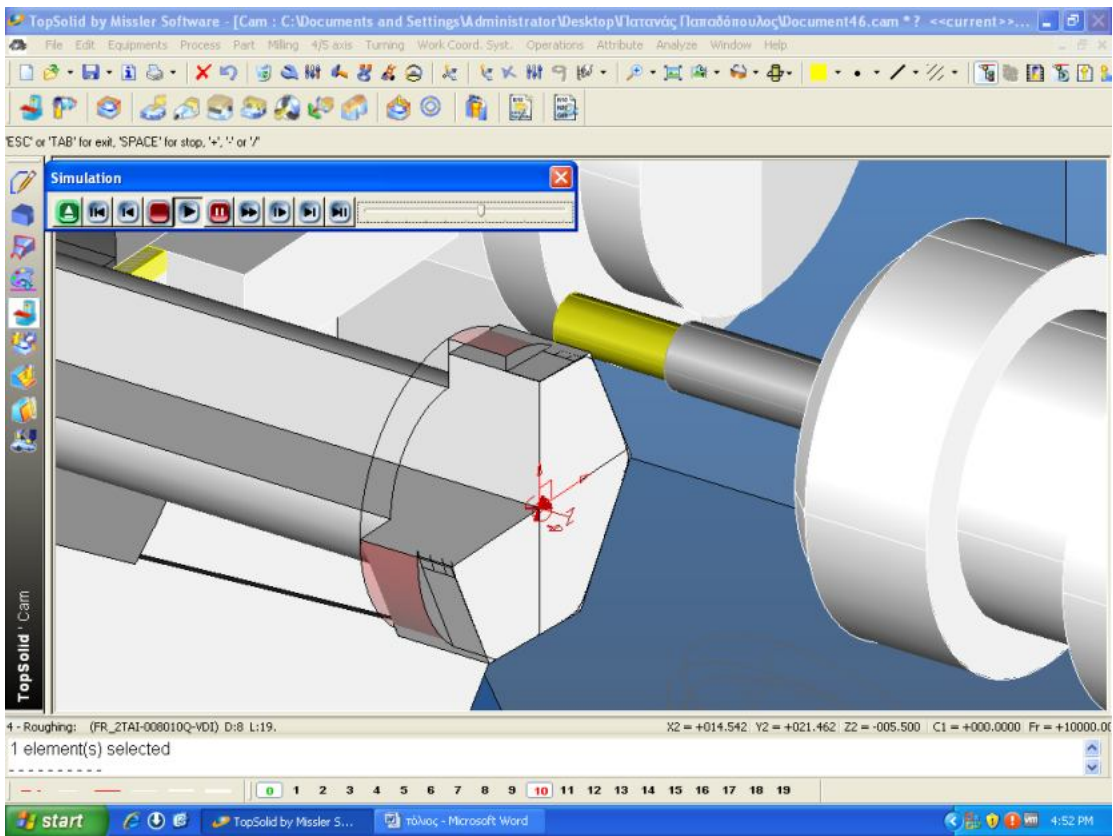 TopSolid by Missler Software - [Cam : C:\Documents and Settings\Administrator\Desktop\Παπανάς Παπαδόπουλος\Document46.cam * ? <<current>>...
File Edit Equipments Process Part Milling 4/5 axis Turning Work Coord. Syst. Operations Attribute Analyze Window Help
'ESC' or 'TAB' for exit, 'SPACE' for stop, '+', '-' or '/'
Simulation
TopSolid 'Cam
4 - Roughing: (FR_2TAI-008010Q-VDI) D:8 L:19. X2 = +014.542 Y2 = +021.462 Z2 = -005.500 C1 = +000.0000 Fr = +10000.00
1 element(s) selected
----------
0 1 2 3 4 5 6 7 8 9 10 11 12 13 14 15 16 17 18 19
start TopSolid by Missler S... τόλιος - Microsoft Word 4:52 PM